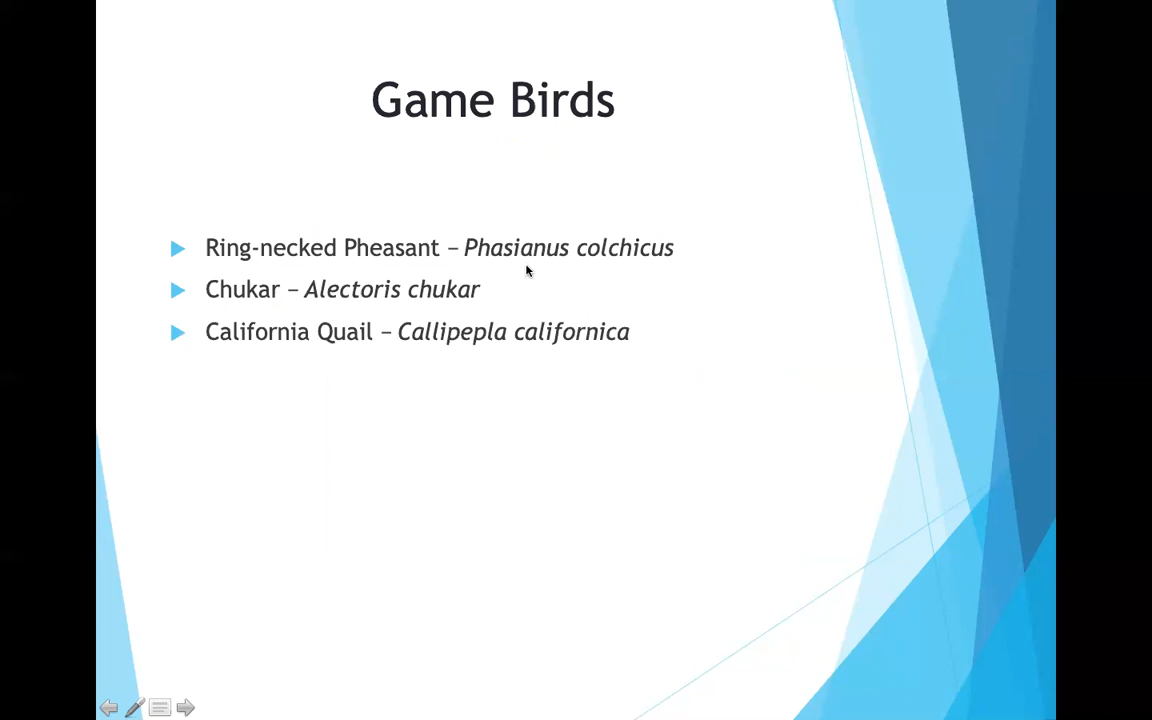 Game Birds
Ring-necked Pheasant – Phasianus colchicus
Chukar – Alectoris chukar
California Quail – Callipepla californica